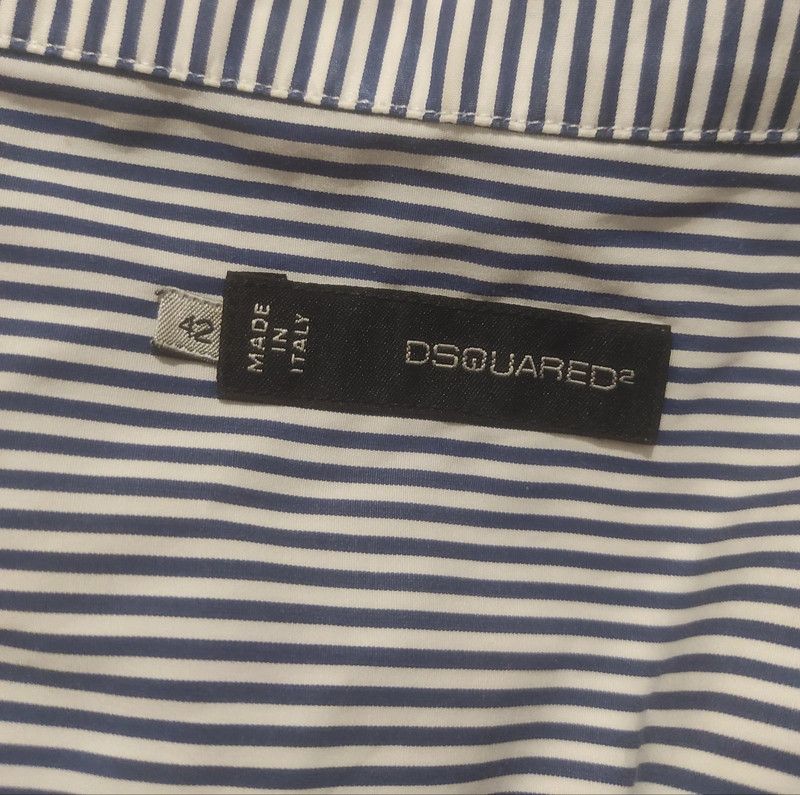 42
MADE
IN
ITALY
DSQUARED²